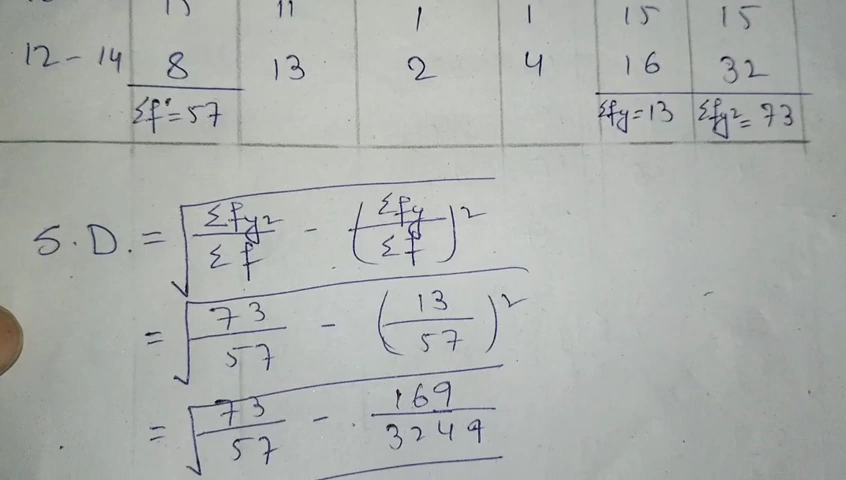 11 1 1 15 15
12-14 8 13 2 4 16 32
Σf=57 Σfy=13 Σfy²=73
S.D. = √(Σfy²/Σf - (Σfy/Σf)²)
= √(73/57 - (13/57)²)
= √(73/57 - 169/3249)